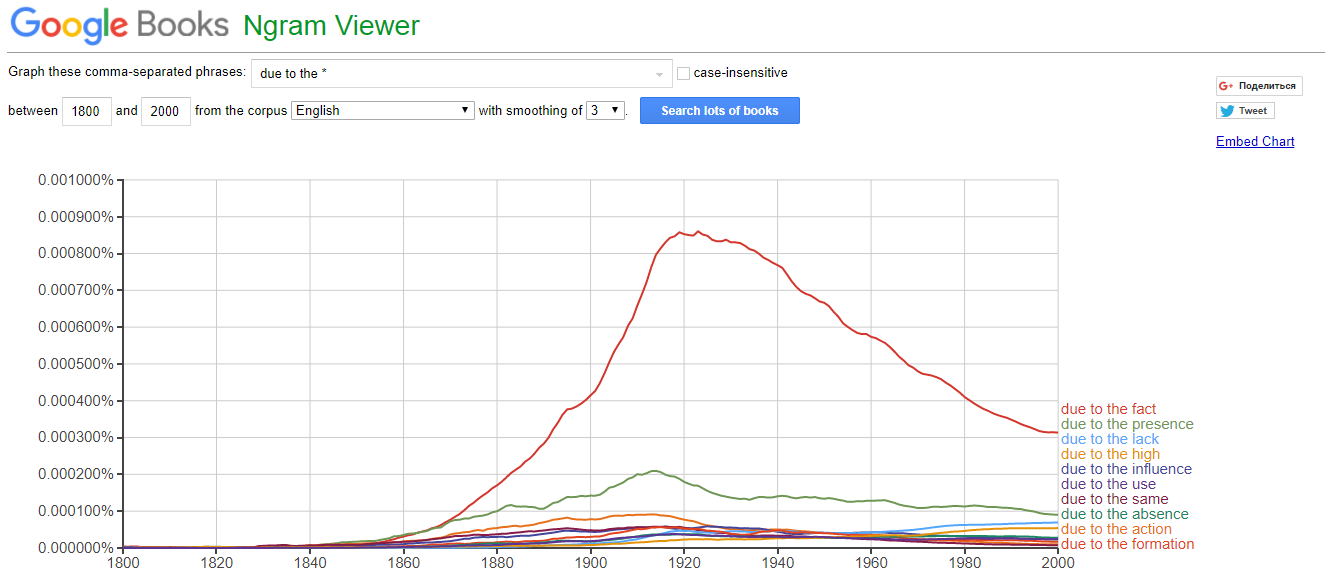 Google Books Ngram Viewer
Graph these comma-separated phrases: due to the * case-insensitive
between 1800 and 2000 from the corpus English with smoothing of 3 . Search lots of books
G+ Поделиться
Tweet
Embed Chart
0.001000%
0.000900%
0.000800%
0.000700%
0.000600%
0.000500%
0.000400%
0.000300%
0.000200%
0.000100%
0.000000%
1800 1820 1840 1860 1880 1900 1920 1940 1960 1980 2000
due to the fact
due to the presence
due to the lack
due to the high
due to the influence
due to the use
due to the same
due to the absence
due to the action
due to the formation